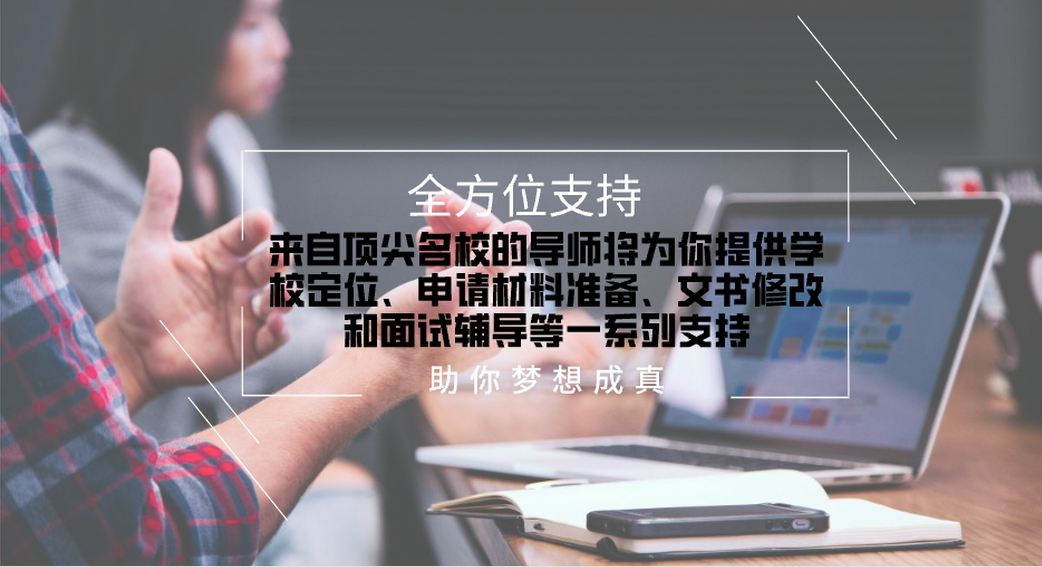 全方位支持
来自顶尖名校的导师将为你提供学
校定位、申请材料准备、文书修改
和面试辅导等一系列支持
助你梦想成真